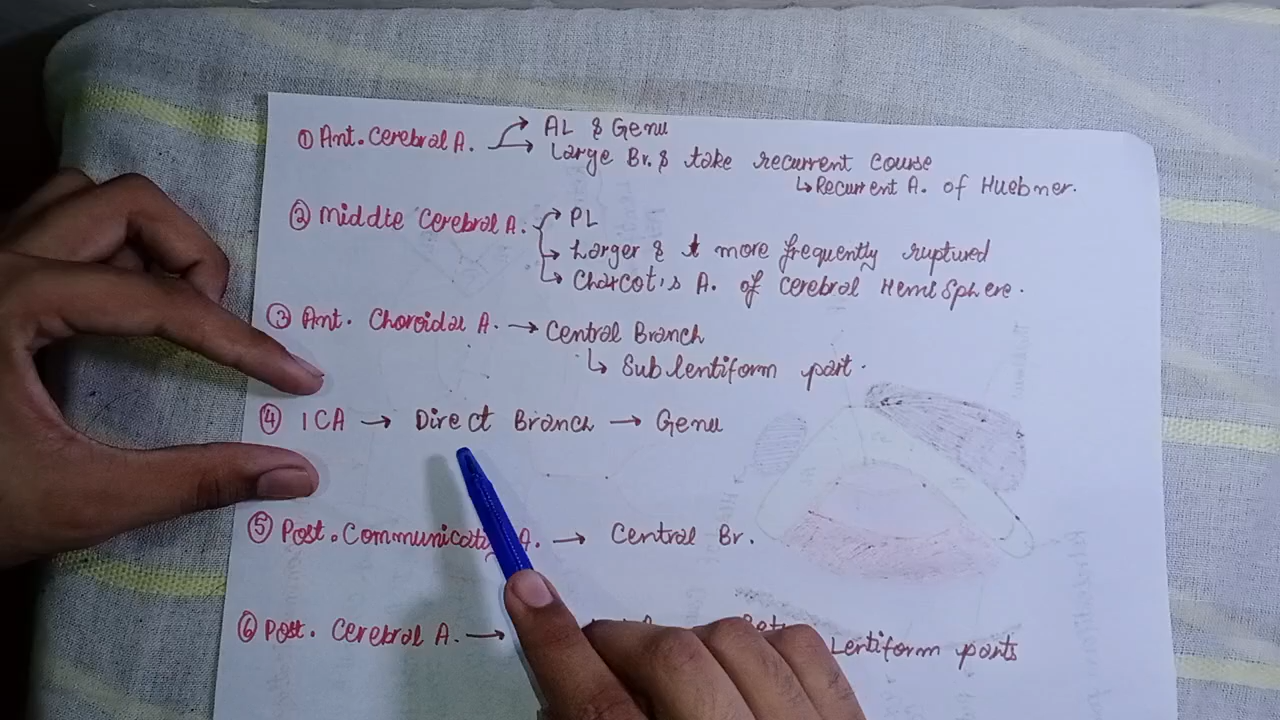 ① Ant. Cerebral A. → AL & Genu
→ Large Br. & take recurrent course
↳ Recurrent A. of Huebner.
② Middle Cerebral A. → PL
→ Larger & more frequently ruptured
→ Charcot's A. of Cerebral Hemisphere.
③ Ant. Choroidal A. → Central Branch
↳ Sublentiform part.
④ ICA → Direct Branch → Genu
⑤ Post. Communicating A. → Central Br.
⑥ Post. Cerebral A. → Lentiform parts